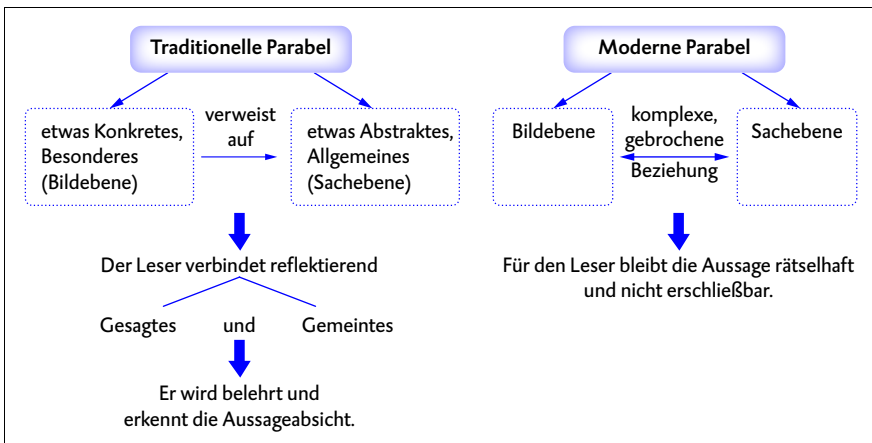 Traditionelle Parabel
etwas Konkretes,
Besonderes
(Bildebene)
verweist
auf
etwas Abstraktes,
Allgemeines
(Sachebene)
Der Leser verbindet reflektierend
Gesagtes und Gemeintes
Er wird belehrt und
erkennt die Aussageabsicht.
Moderne Parabel
Bildebene
komplexe,
gebrochene
Beziehung
Sachebene
Für den Leser bleibt die Aussage rätselhaft
und nicht erschließbar.